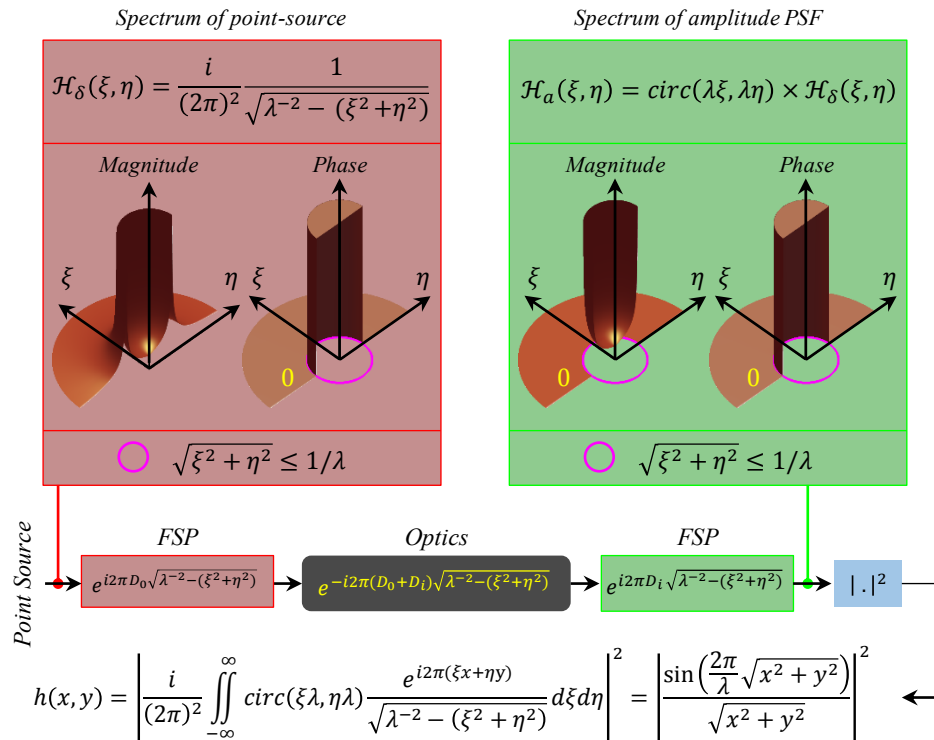 Spectrum of point-source
Spectrum of amplitude PSF
ℋ_δ(ξ, η) = i/(2π)² 1/√(λ⁻² − (ξ²+η²))
ℋ_a(ξ, η) = circ(λξ, λη) × ℋ_δ(ξ, η)
Magnitude
Phase
Magnitude
Phase
ξ
η
ξ
η
ξ
η
ξ
η
0
0
0
√(ξ² + η²) ≤ 1/λ
√(ξ² + η²) ≤ 1/λ
Point Source
FSP
Optics
FSP
e^{i2πD₀√(λ⁻²−(ξ²+η²))}
e^{−i2π(D₀+D_i)√(λ⁻²−(ξ²+η²))}
e^{i2πD_i√(λ⁻²−(ξ²+η²))}
| . |²
h(x, y) = |i/(2π)² ∬_{−∞}^{∞} circ(ξλ, ηλ) e^{i2π(ξx+ηy)}/√(λ⁻² − (ξ² + η²)) dξdη|² = |sin(2π/λ √(x² + y²))/√(x² + y²)|²